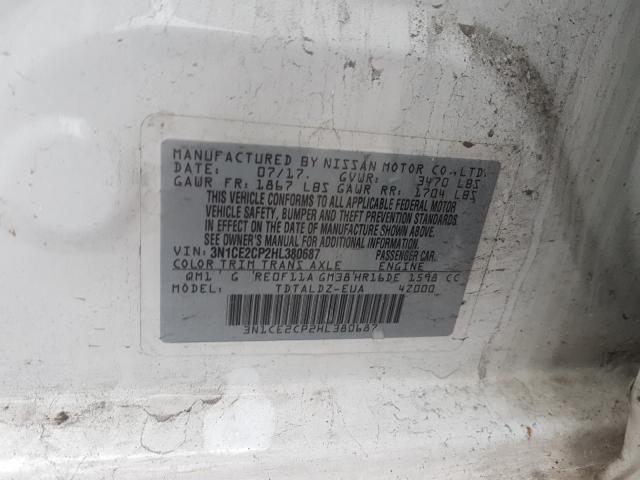 MANUFACTURED BY NISSAN MOTOR CO.,LTD.
DATE: 07/17. GVWR: 3470 LBS
GAWR FR: 1867 LBS GAWR RR: 1704 LBS
THIS VEHICLE CONFORMS TO ALL APPLICABLE FEDERAL MOTOR
VEHICLE SAFETY, BUMPER AND THEFT PREVENTION STANDARDS
IN EFFECT ON THE DATE OF MANUFACTURE SHOWN ABOVE.
SEE OWNER'S MANUAL FOR ADDITIONAL INFORMATION.
VIN: 3N1CE2CP2HL380687 PASSENGER CAR.
COLOR TRIM TRANS AXLE ENGINE
QM1 G RE0F11A GM38 HR16DE 1598 CC
MODEL: TDTALDZ-EUA 4Z000
3N1CE2CP2HL380687